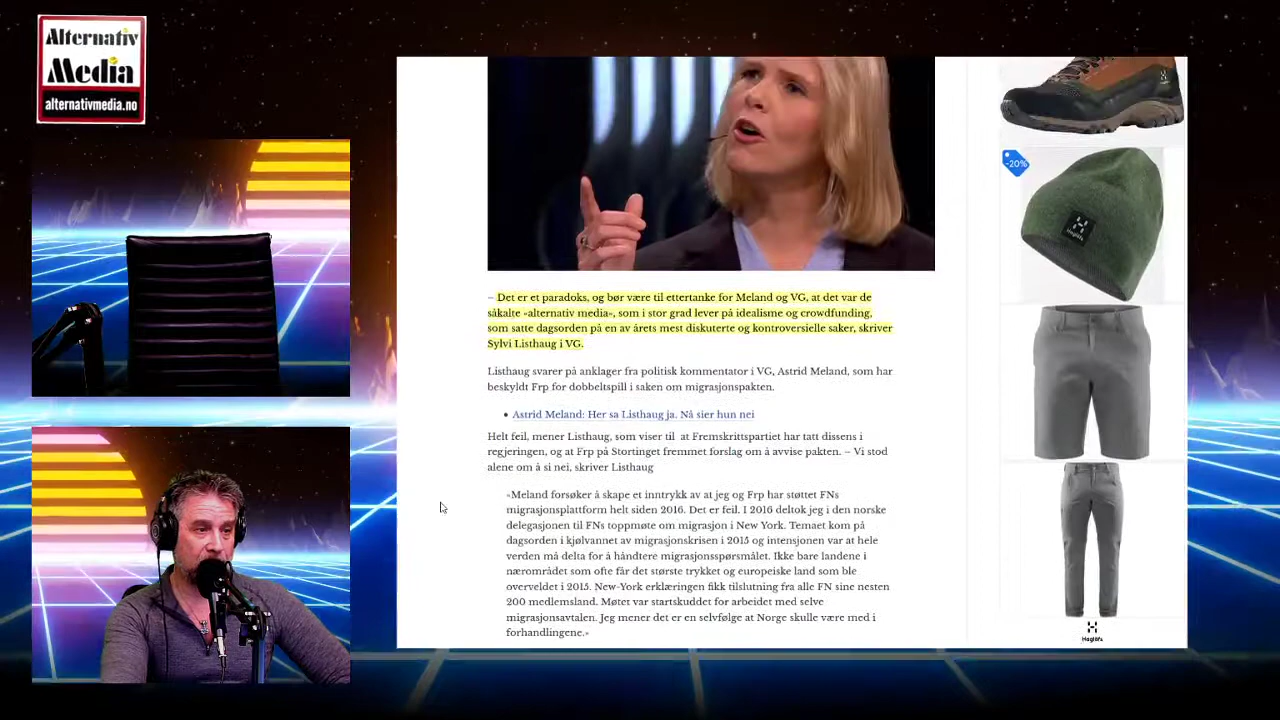 Alternativ
Media
alternativmedia.no
-20%
– Det er et paradoks, og bør være til ettertanke for Meland og VG, at det var de
såkalte «alternativ media», som i stor grad lever på idealisme og crowdfunding,
som satte dagsorden på en av årets mest diskuterte og kontroversielle saker, skriver
Sylvi Listhaug i VG.
Listhaug svarer på anklager fra politisk kommentator i VG, Astrid Meland, som har
beskyldt Frp for dobbeltspill i saken om migrasjonspakten.
• Astrid Meland: Her sa Listhaug ja. Nå sier hun nei
Helt feil, mener Listhaug, som viser til at Fremskrittspartiet har tatt dissens i
regjeringen, og at Frp på Stortinget fremmet forslag om å avvise pakten. – Vi stod
alene om å si nei, skriver Listhaug
«Meland forsøker å skape et inntrykk av at jeg og Frp har støttet FNs
migrasjonsplattform helt siden 2016. Det er feil. I 2016 deltok jeg i den norske
delegasjonen til FNs toppmøte om migrasjon i New York. Temaet kom på
dagsorden i kjølvannet av migrasjonskrisen i 2015 og intensjonen var at hele
verden må delta for å håndtere migrasjonsspørsmålet. Ikke bare landene i
nærområdet som ofte får det største trykket og europeiske land som ble
overveldet i 2015. New-York erklæringen fikk tilslutning fra alle FN sine nesten
200 medlemsland. Møtet var startskuddet for arbeidet med selve
migrasjonsavtalen. Jeg mener det er en selvfølge at Norge skulle være med i
forhandlingene.»
Haglöfs
Haglöfs